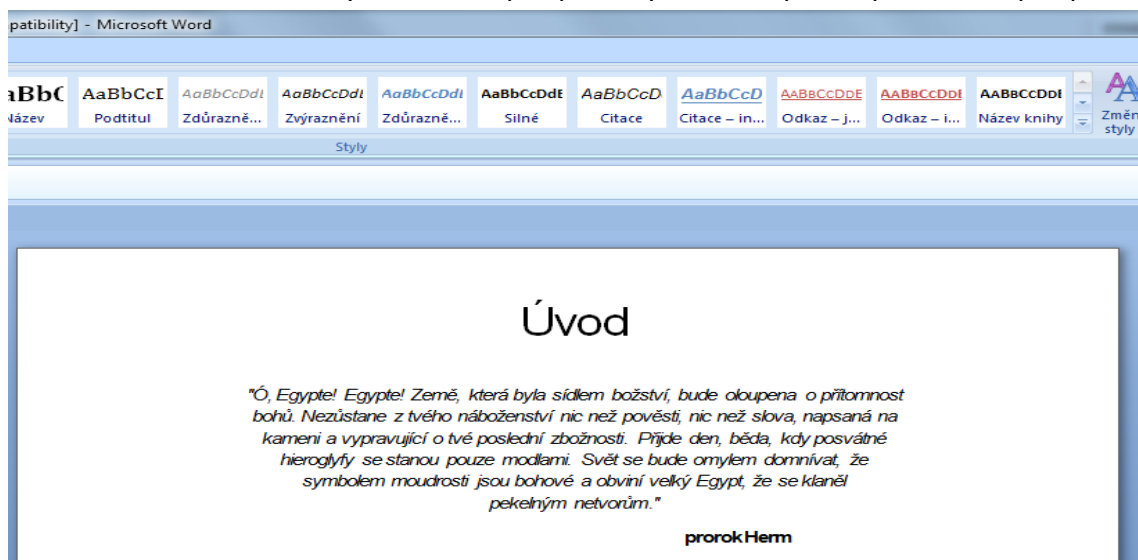 patibility] - Microsoft Word
aBbC AaBbCcI AaBbCcDdI AaBbCcDdI AaBbCcDdI AaBbCcDdE AaBbCcD AaBbCcD AaBbCcDdE AaBbCcDdI AaBbCcDdI
Název Podtitul Zdůrazně... Zvýraznění Zdůrazně... Silné Citace Citace – in... Odkaz – j... Odkaz – i... Název knihy Změn
styly
Styly
Úvod
"Ó, Egypte! Egypte! Země, která byla sídlem božství, bude oloupena o přítomnost
bohů. Nezůstane z tvého náboženství nic než pověsti, nic než slova, napsaná na
kameni a vypravující o tvé poslední zbožnosti. Přijde den, běda, kdy posvátné
hieroglyfy se stanou pouze modlami. Svět se bude omylem domnívat, že
symbolem moudrosti jsou bohové a obviní velký Egypt, že se klaněl
pekelným netvorům."
prorok Herm